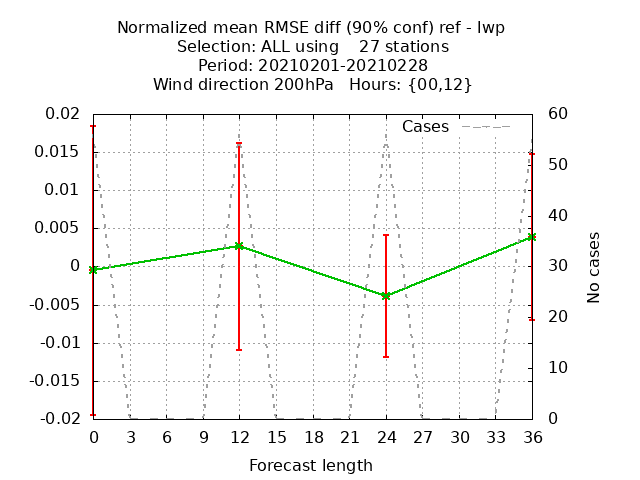 Normalized mean RMSE diff (90% conf) ref - lwp
Selection: ALL using    27 stations
Period: 20210201-20210228
Wind direction 200hPa   Hours: {00,12}
Cases
0.02
0.015
0.01
0.005
0
-0.005
-0.01
-0.015
-0.02
60
50
40
30
20
10
0
No cases
0 3 6 9 12 15 18 21 24 27 30 33 36
Forecast length